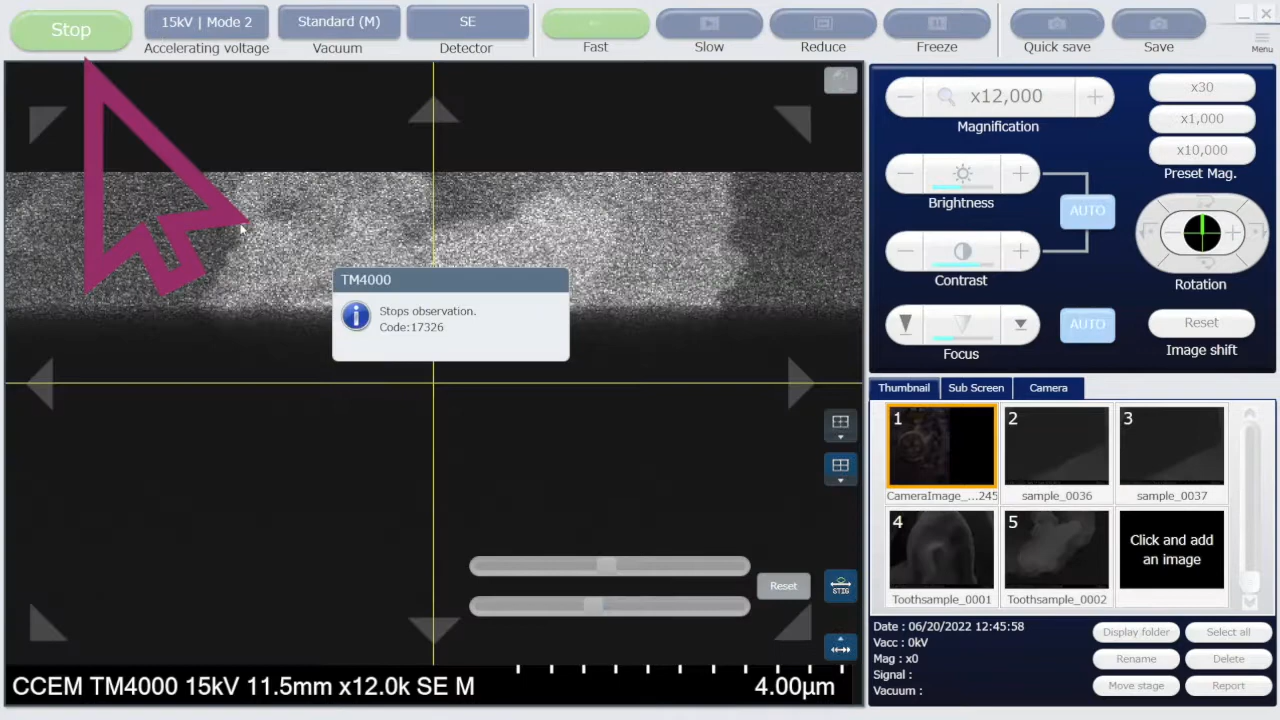 Stop
15kV | Mode 2
Accelerating voltage
Standard (M)
Vacuum
SE
Detector
Fast
Slow
Reduce
Freeze
Quick save
Save
Menu
x12,000
Magnification
Brightness
AUTO
Contrast
AUTO
Focus
x30
x1,000
x10,000
Preset Mag.
Rotation
Reset
Image shift
TM4000
Stops observation.
Code:17326
Reset
STIG
CCEM TM4000 15kV 11.5mm x12.0k SE M
4.00µm
Thumbnail
Sub Screen
Camera
1
CameraImage_...245
2
sample_0036
3
sample_0037
4
Toothsample_0001
5
Toothsample_0002
Click and add
an image
Date : 06/20/2022 12:45:58
Vacc : 0kV
Mag : x0
Signal :
Vacuum :
Display folder
Select all
Rename
Delete
Move stage
Report